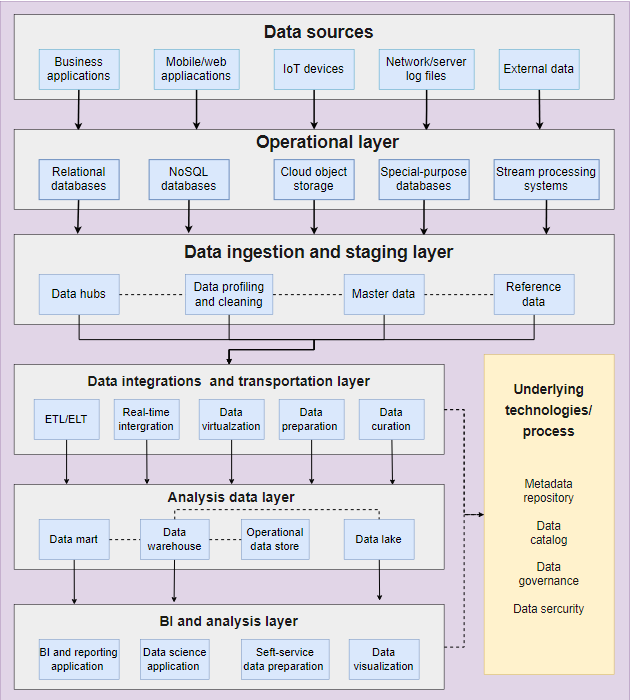 Data sources
Business
applications
Mobile/web
appliacations
IoT devices
Network/server
log files
External data
Operational layer
Relational
databases
NoSQL
databases
Cloud object
storage
Special-purpose
databases
Stream processing
systems
Data ingestion and staging layer
Data hubs
Data profiling
and cleaning
Master data
Reference
data
Data integrations and transportation layer
ETL/ELT
Real-time
intergration
Data
virtualzation
Data
preparation
Data
curation
Analysis data layer
Data mart
Data
warehouse
Operational
data store
Data lake
BI and analysis layer
BI and reporting
application
Data science
application
Seft-service
data preparation
Data
visualization
Underlying
technologies/
process
Metadata
repository
Data
catalog
Data
governance
Data sercurity